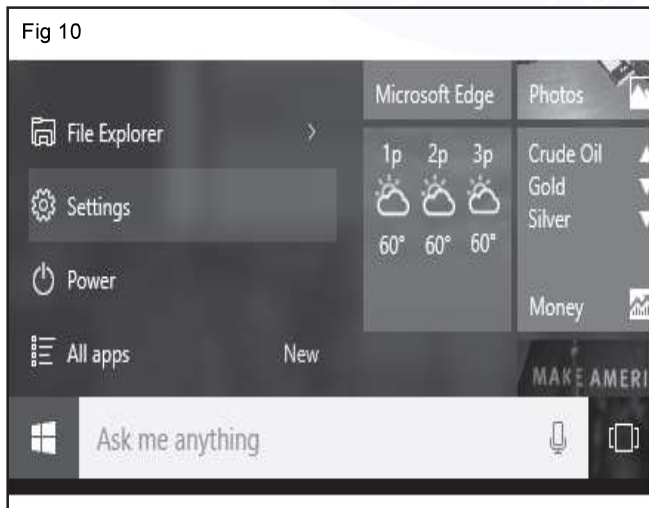 Fig 10
File Explorer
Settings
Power
All apps New
Microsoft Edge
1p 2p 3p
60° 60° 60°
Photos
Crude Oil
Gold
Silver
Money
MAKE AMERI
Ask me anything